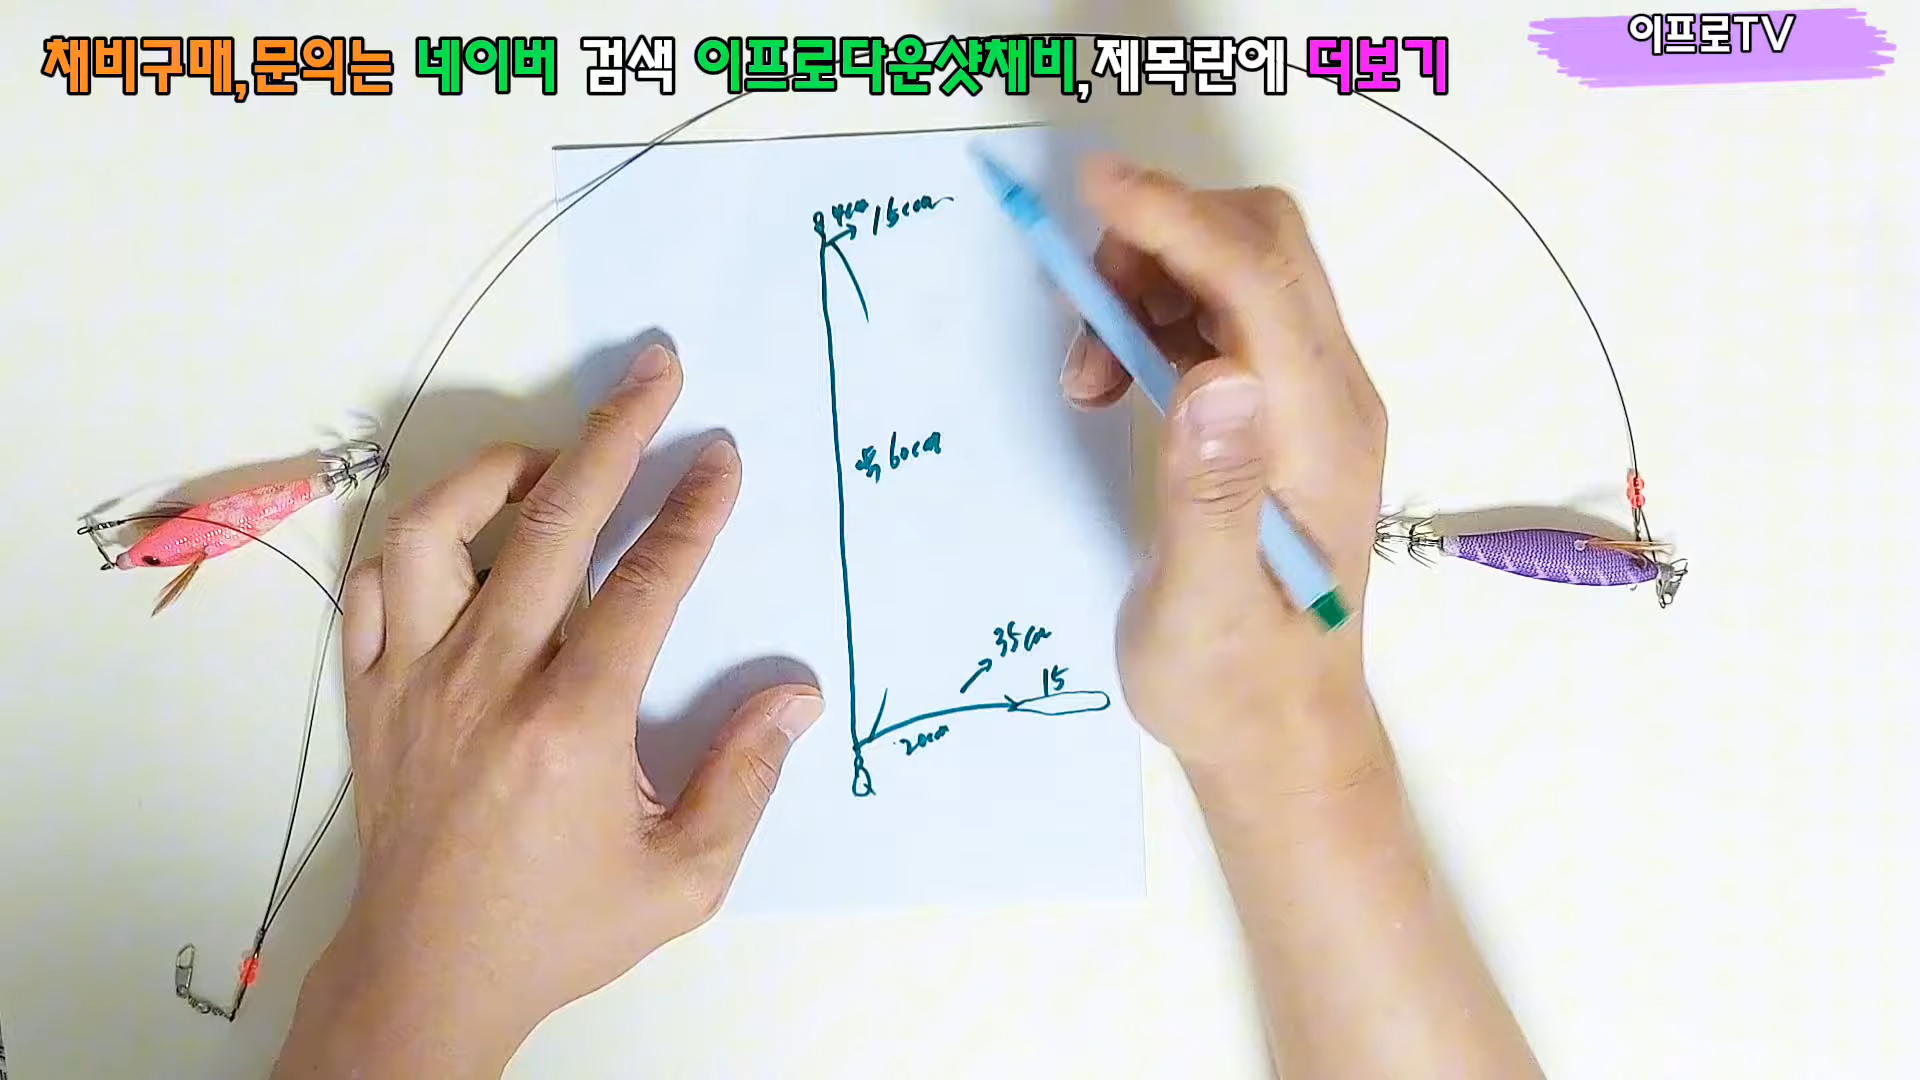 채비구매,문의는 네이버 검색 이프로다운샷채비,제목란에 더보기
이프로TV
4cm 15cm
60cm
35cm
15
20cm